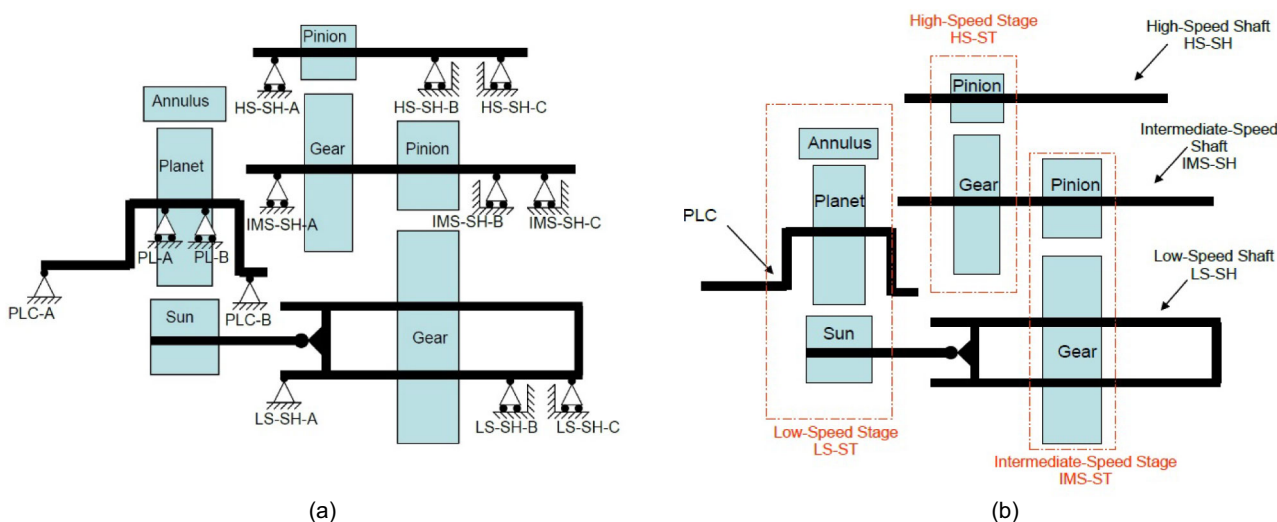 Pinion
HS-SH-A
HS-SH-B
HS-SH-C
Annulus
Planet
Gear
Pinion
IMS-SH-A
IMS-SH-B
IMS-SH-C
PL-A
PL-B
PLC-A
PLC-B
Sun
Gear
LS-SH-A
LS-SH-B
LS-SH-C
(a)
High-Speed Stage
HS-ST
High-Speed Shaft
HS-SH
Pinion
Intermediate-Speed
Shaft
IMS-SH
Annulus
Planet
Gear
Pinion
PLC
Low-Speed Shaft
LS-SH
Sun
Gear
Low-Speed Stage
LS-ST
Intermediate-Speed Stage
IMS-ST
(b)